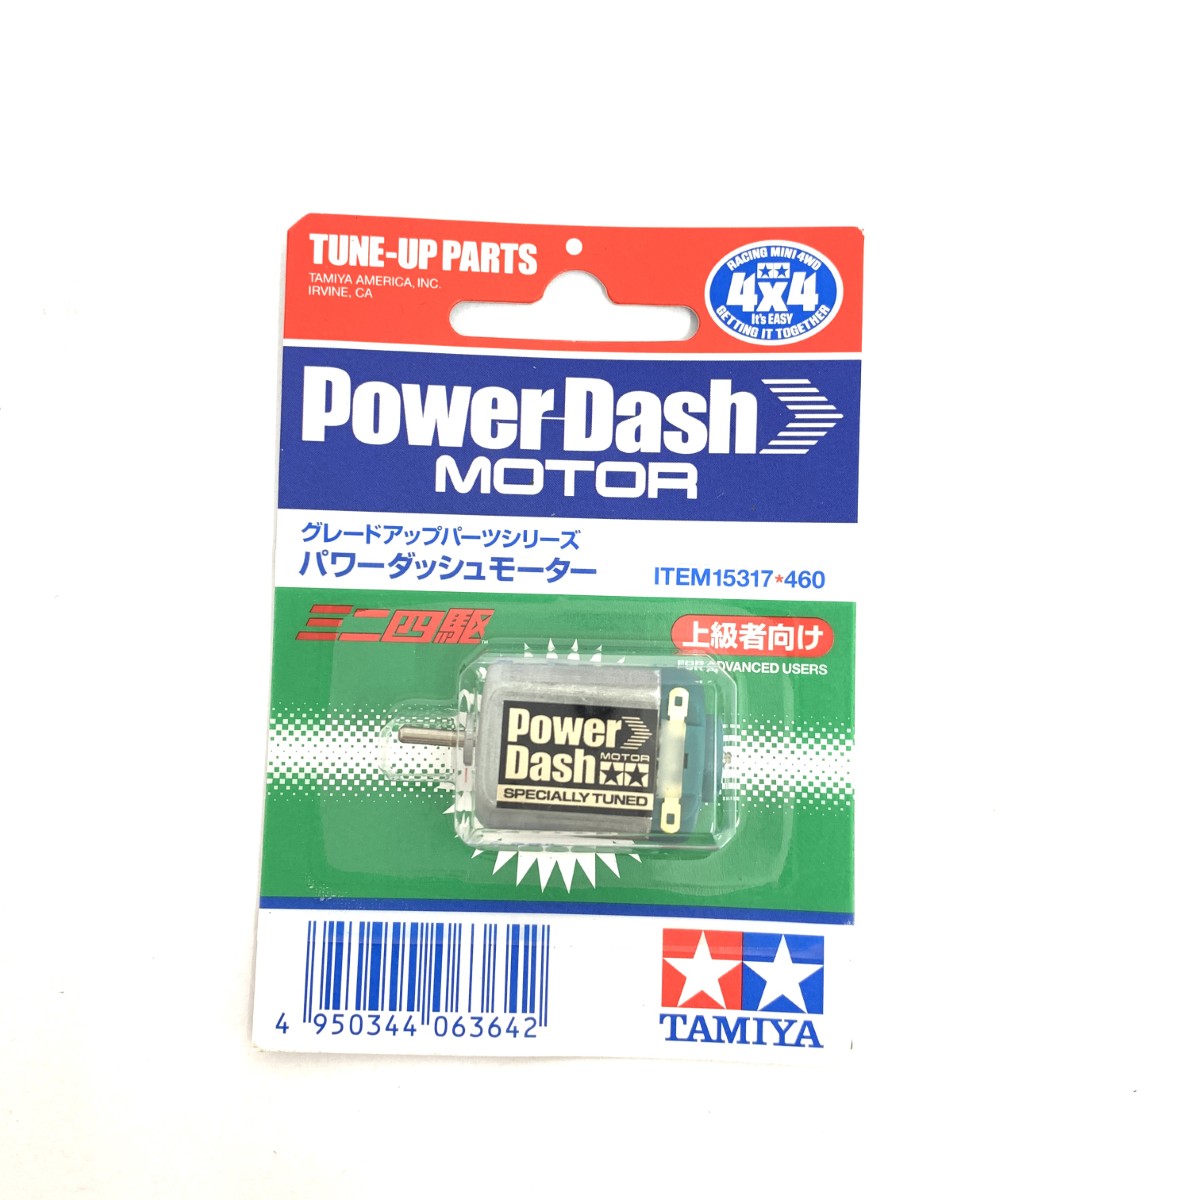 TUNE-UP PARTS
TAMIYA AMERICA, INC.
IRVINE, CA
RACING MINI 4WD
4x4
It's EASY
GETTING IT TOGETHER
Power-Dash
MOTOR
グレードアップパーツシリーズ
パワーダッシュモーター
ITEM15317*460
ミニ四駆
上級者向け
FOR ADVANCED USERS
Power
Dash MOTOR
SPECIALLY TUNED
4 950344 063642
TAMIYA